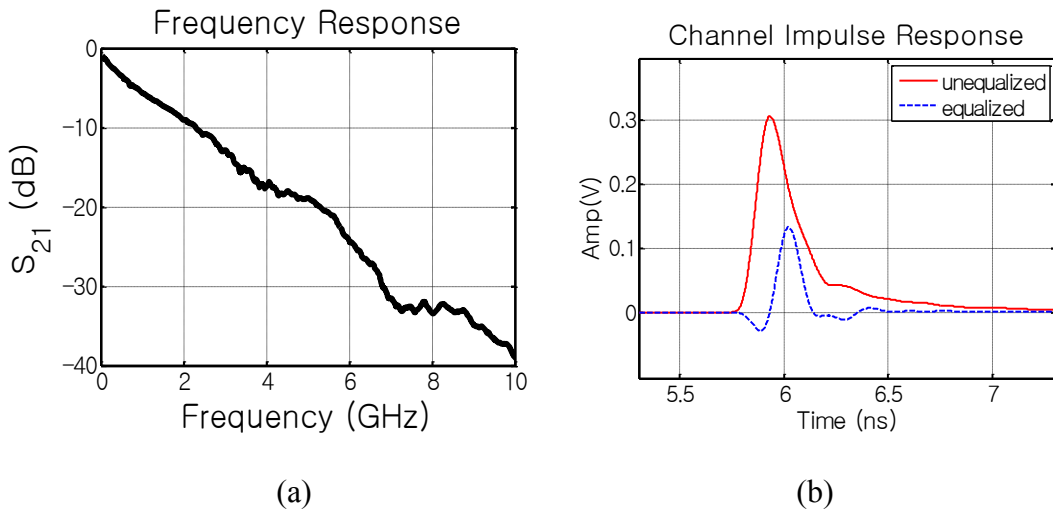 Frequency Response
0
−10
−20
−30
−40
S21 (dB)
0 2 4 6 8 10
Frequency (GHz)
(a)
Channel Impulse Response
unequalized
equalized
0.3
0.2
0.1
0
Amp(V)
5.5 6 6.5 7
Time (ns)
(b)